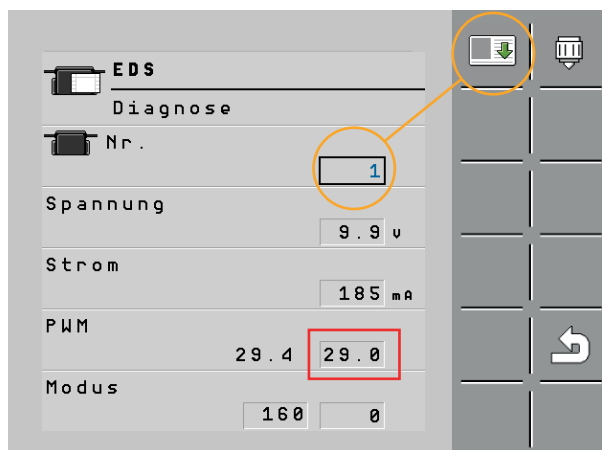 EDS
Diagnose
Nr.
1
Spannung
9.9 v
Strom
185 mA
PWM
29.4 29.0
Modus
160 0